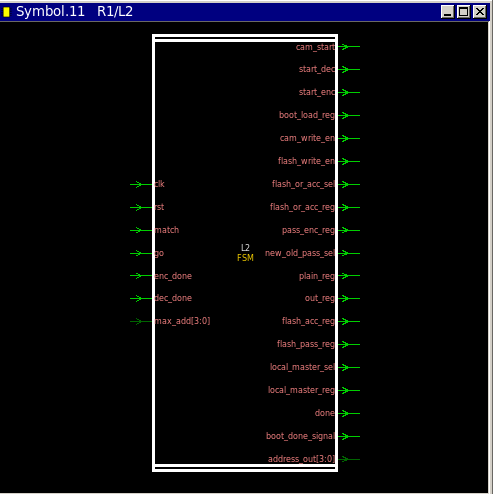 Symbol.11 R1/L2
cam_start
start_dec
start_enc
boot_load_reg
cam_write_en
flash_write_en
clk
flash_or_acc_sel
rst
flash_or_acc_reg
match
pass_enc_reg
L2
go
new_old_pass_sel
FSM
enc_done
plain_reg
dec_done
out_reg
max_add[3:0]
flash_acc_reg
flash_pass_reg
local_master_sel
local_master_reg
done
boot_done_signal
address_out[3:0]